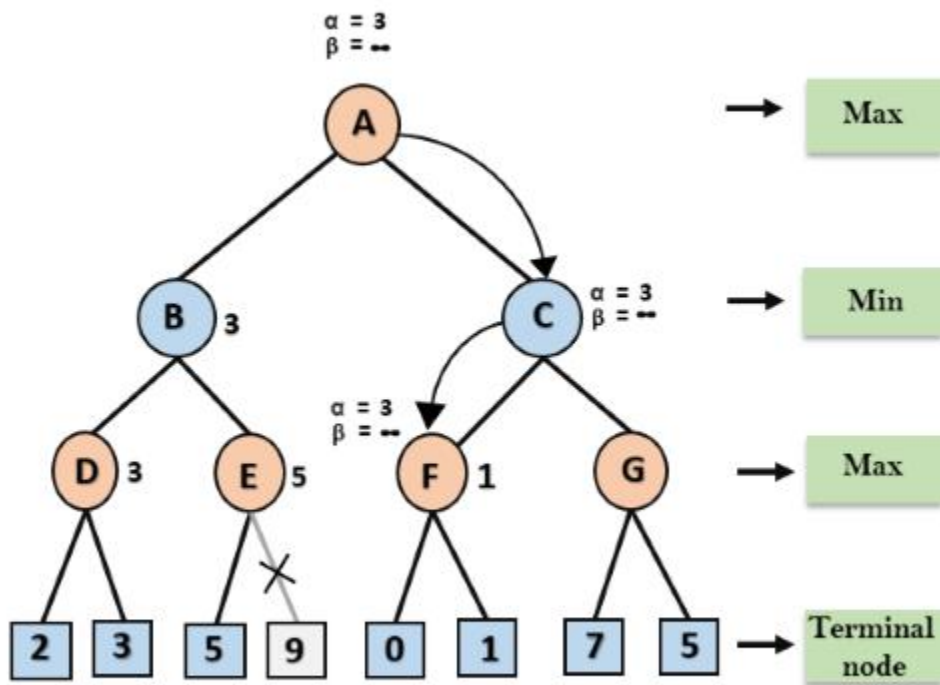 α = 3
β = ∞
A
Max
B
3
C
α = 3
β = ∞
Min
α = 3
β = ∞
D
3
E
5
F
1
G
Max
2
3
5
9
0
1
7
5
Terminal
node